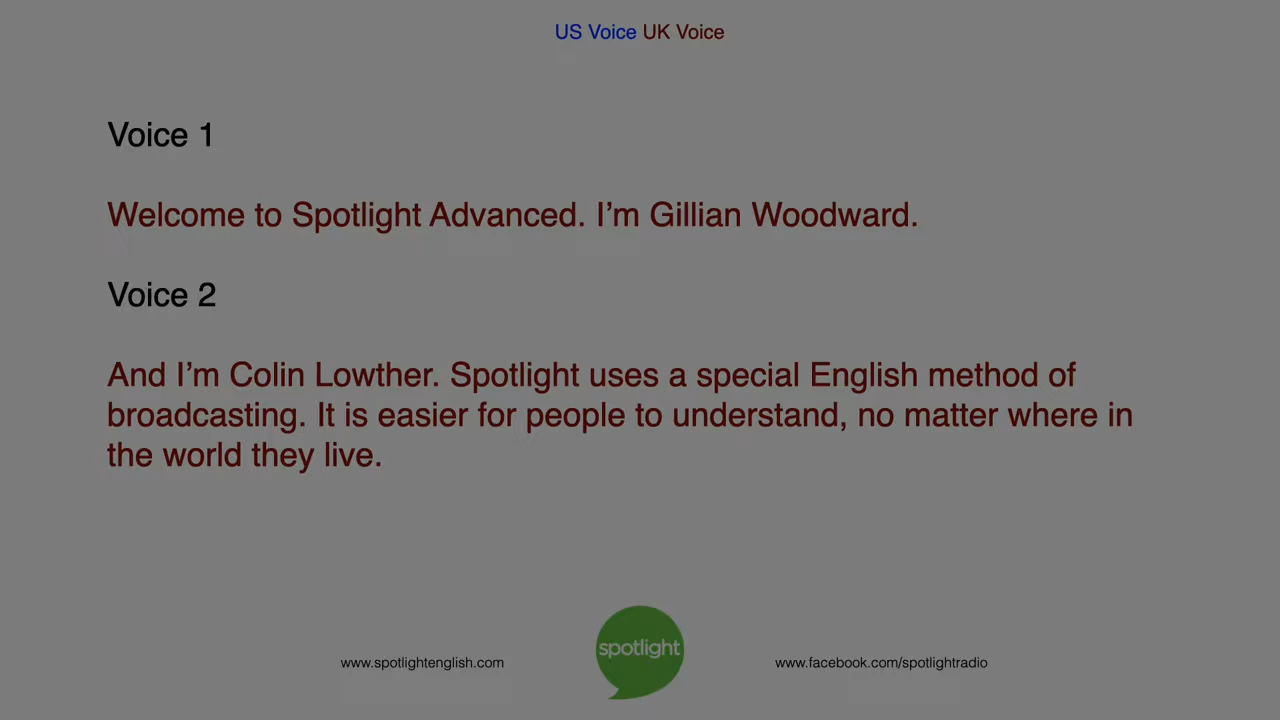 US Voice UK Voice
Voice 1
Welcome to Spotlight Advanced. I’m Gillian Woodward.
Voice 2
And I’m Colin Lowther. Spotlight uses a special English method of
broadcasting. It is easier for people to understand, no matter where in
the world they live.
spotlight
www.spotlightenglish.com
www.facebook.com/spotlightradio